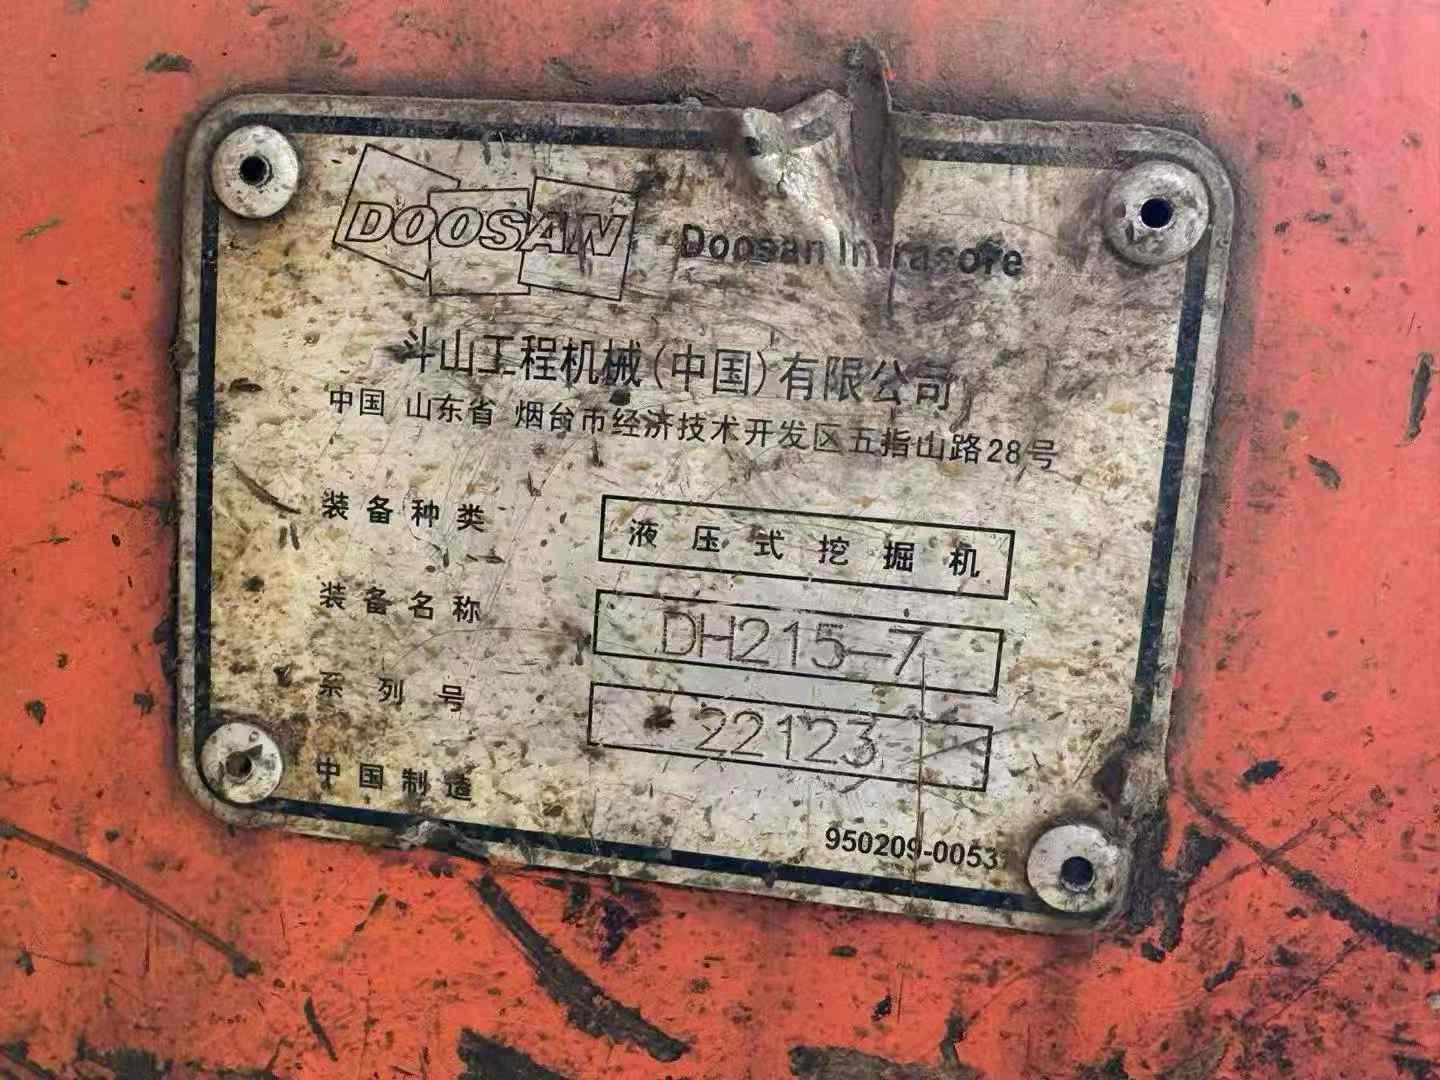 DOOSAN Doosan Infracore
斗山工程机械(中国)有限公司
中国 山东省 烟台市经济技术开发区五指山路28号
装备种类 液压式挖掘机
装备名称 DH215-7
系列号 22123
中国制造
950209-0053